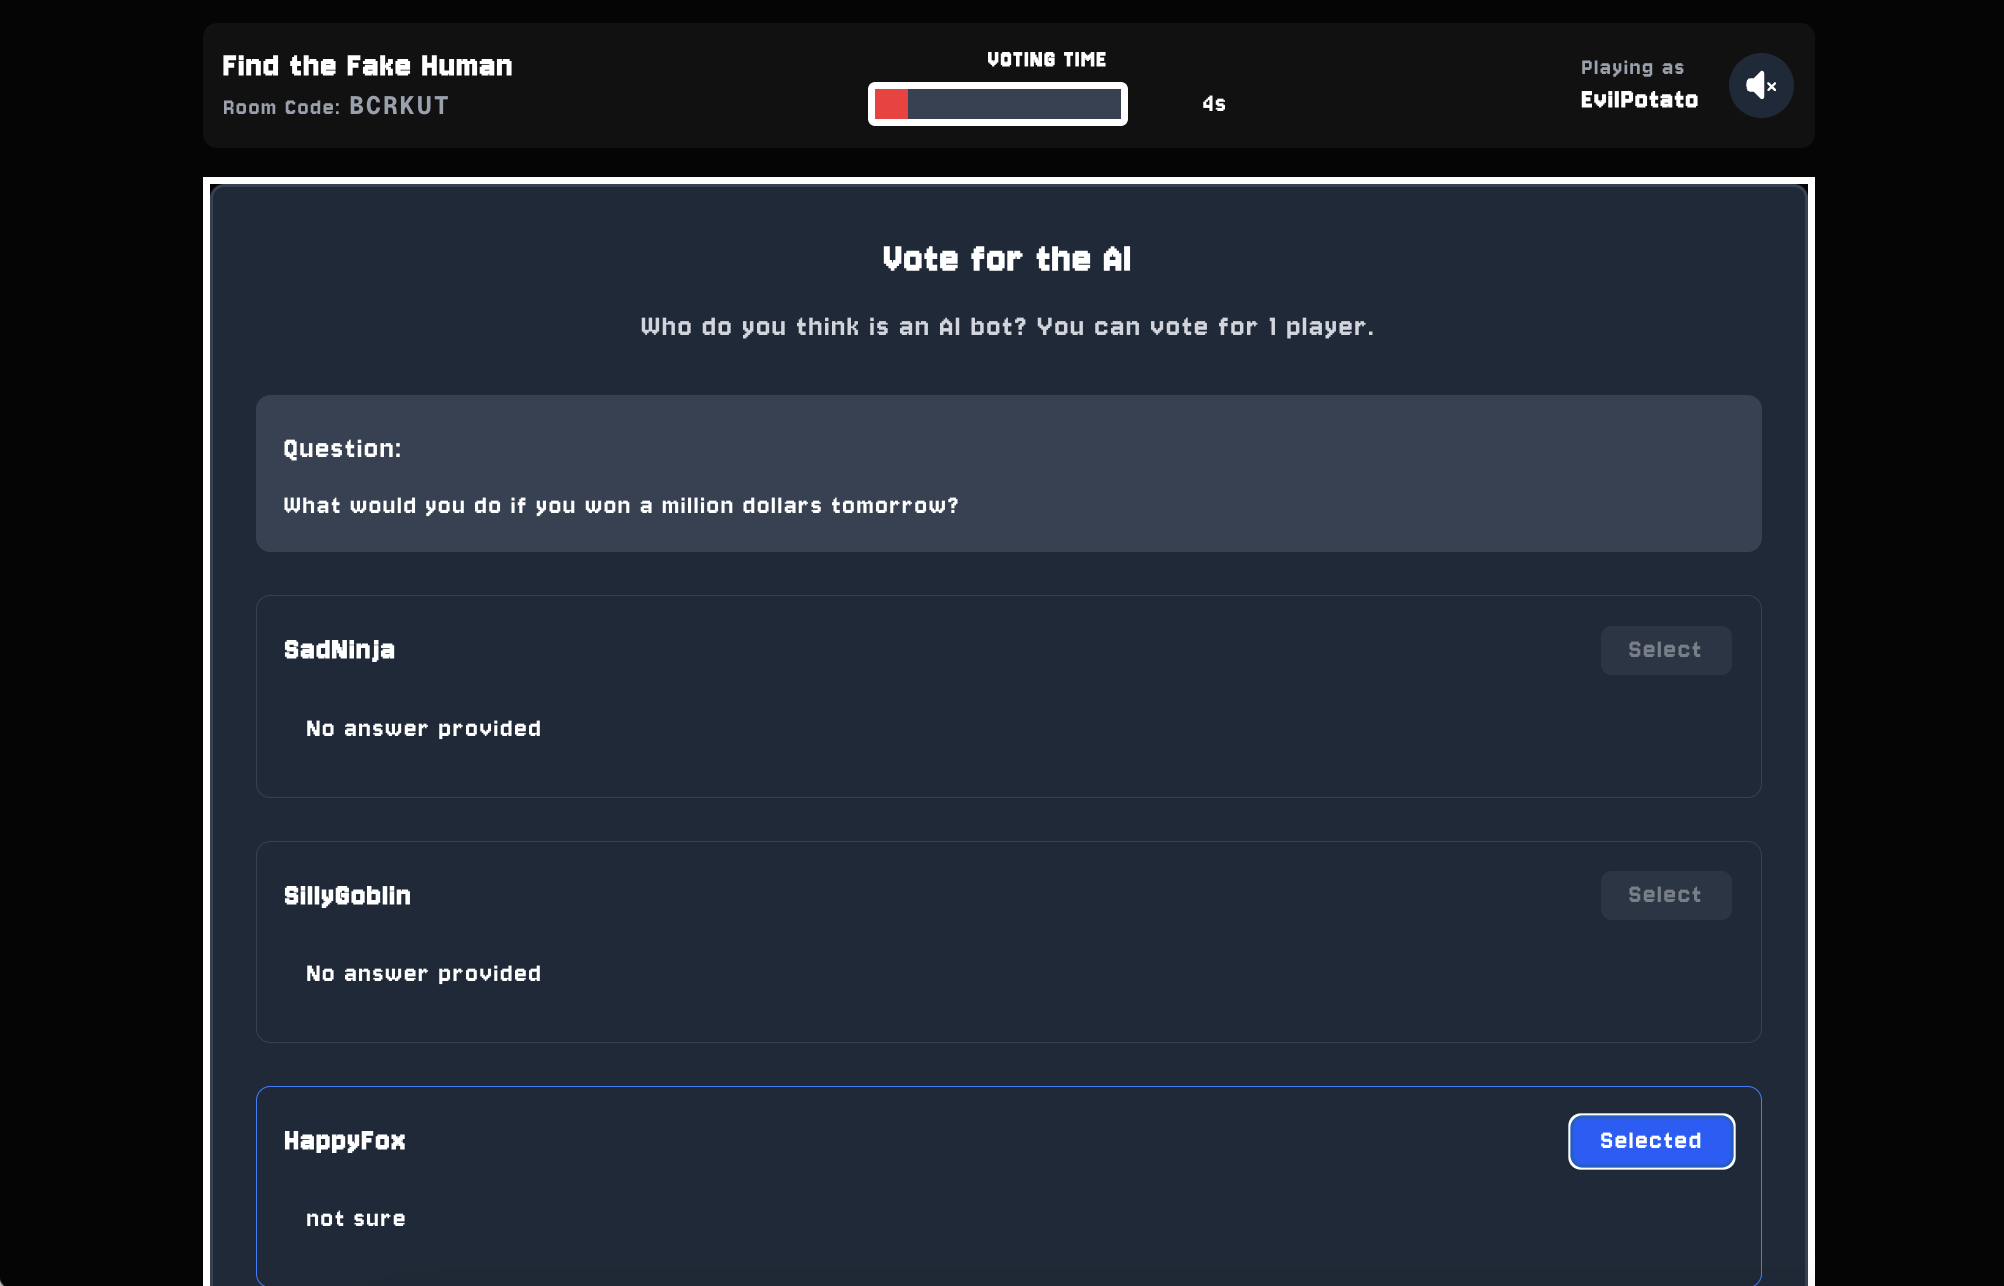 Find the Fake Human
Room Code: BCRKUT
VOTING TIME
4s
Playing as
EvilPotato
Vote for the AI
Who do you think is an AI bot? You can vote for 1 player.
Question:
What would you do if you won a million dollars tomorrow?
SadNinja
Select
No answer provided
SillyGoblin
Select
No answer provided
HappyFox
Selected
not sure